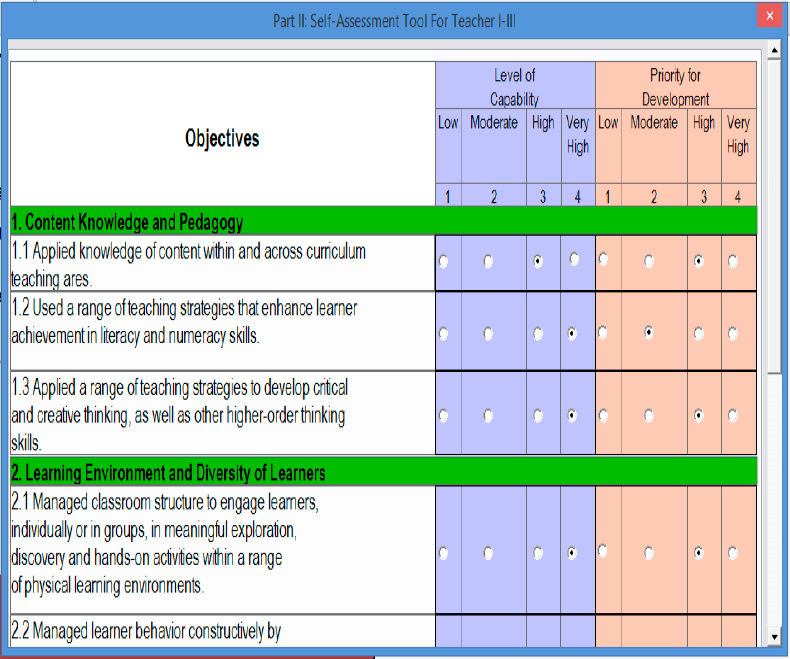 Part II: Self-Assessment Tool For Teacher I-III
Objectives
Level of
Capability
Priority for
Development
Low Moderate High Very
High
Low Moderate High Very
High
1 2 3 4 1 2 3 4
1. Content Knowledge and Pedagogy
1.1 Applied knowledge of content within and across curriculum
teaching ares.
1.2 Used a range of teaching strategies that enhance learner
achievement in literacy and numeracy skills.
1.3 Applied a range of teaching strategies to develop critical
and creative thinking, as well as other higher-order thinking
skills.
2. Learning Environment and Diversity of Learners
2.1 Managed classroom structure to engage learners,
individually or in groups, in meaningful exploration,
discovery and hands-on activities within a range
of physical learning environments.
2.2 Managed learner behavior constructively by